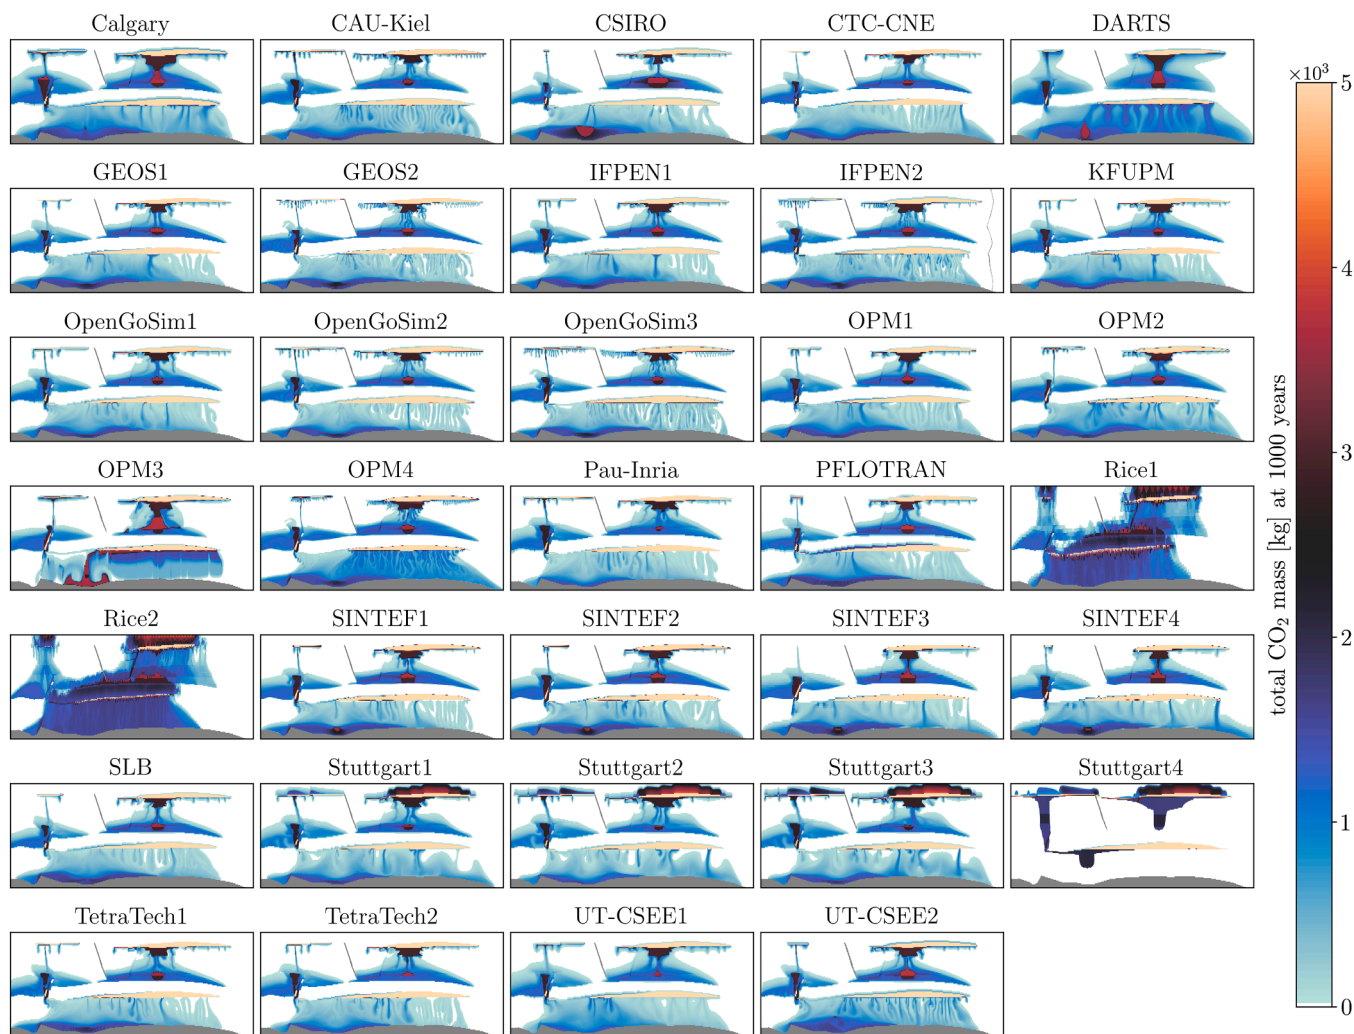 Calgary CAU-Kiel CSIRO CTC-CNE DARTS
×10³
5
GEOS1 GEOS2 IFPEN1 IFPEN2 KFUPM
4
OpenGoSim1 OpenGoSim2 OpenGoSim3 OPM1 OPM2
3
OPM3 OPM4 Pau-Inria PFLOTRAN Rice1
total CO₂ mass [kg] at 1000 years
Rice2 SINTEF1 SINTEF2 SINTEF3 SINTEF4
2
SLB Stuttgart1 Stuttgart2 Stuttgart3 Stuttgart4
1
TetraTech1 TetraTech2 UT-CSEE1 UT-CSEE2
0